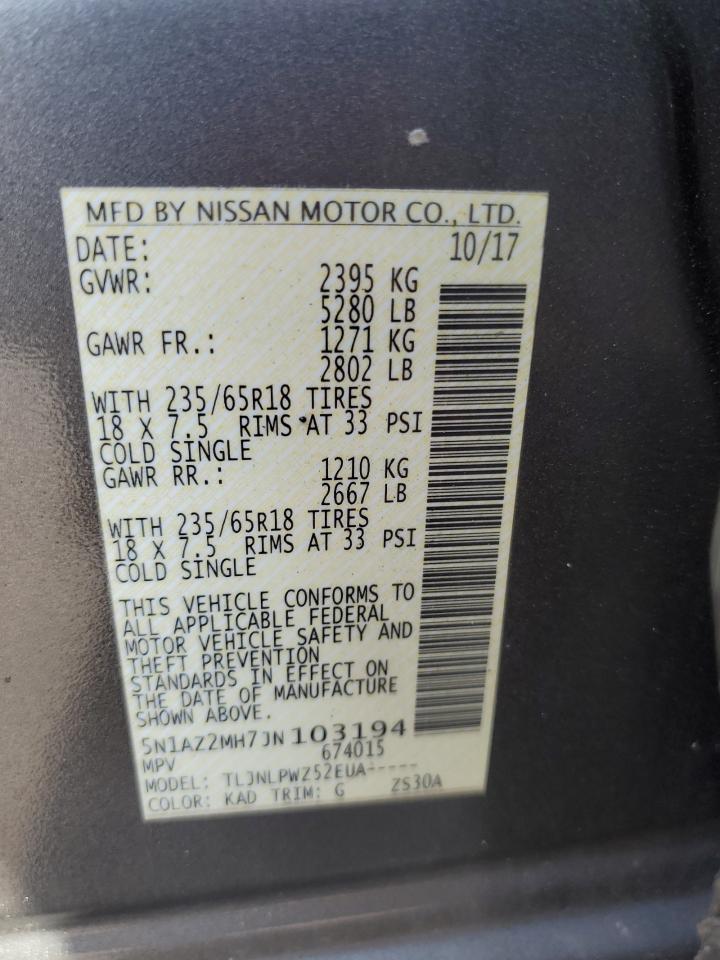 MFD BY NISSAN MOTOR CO., LTD.
DATE: 10/17
GVWR: 2395 KG
5280 LB
GAWR FR.: 1271 KG
2802 LB
WITH 235/65R18 TIRES
18 X 7.5 RIMS AT 33 PSI
COLD SINGLE
GAWR RR.: 1210 KG
2667 LB
WITH 235/65R18 TIRES
18 X 7.5 RIMS AT 33 PSI
COLD SINGLE
THIS VEHICLE CONFORMS TO
ALL APPLICABLE FEDERAL
MOTOR VEHICLE SAFETY AND
THEFT PREVENTION
STANDARDS IN EFFECT ON
THE DATE OF MANUFACTURE
SHOWN ABOVE.
5N1AZ2MH7JN103194
MPV 674015
MODEL: TLJNLPWZ52EUA-----
COLOR: KAD TRIM: G ZS30A